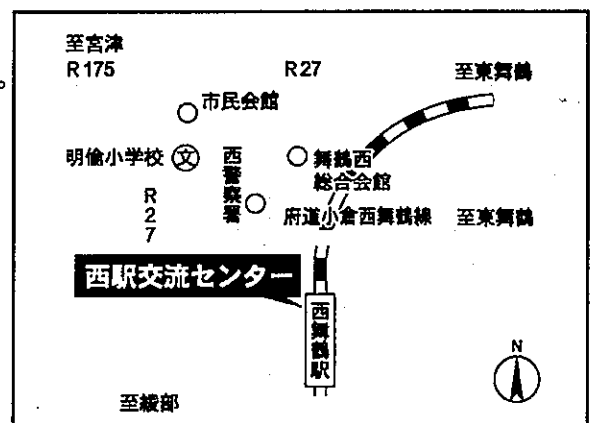 至宮津
R175
R27
至東舞鶴
市民会館
明倫小学校
文
西警察署
舞鶴西
総合会館
R27
府道小倉西舞鶴線
至東舞鶴
西駅交流センター
西舞鶴駅
N
至綾部